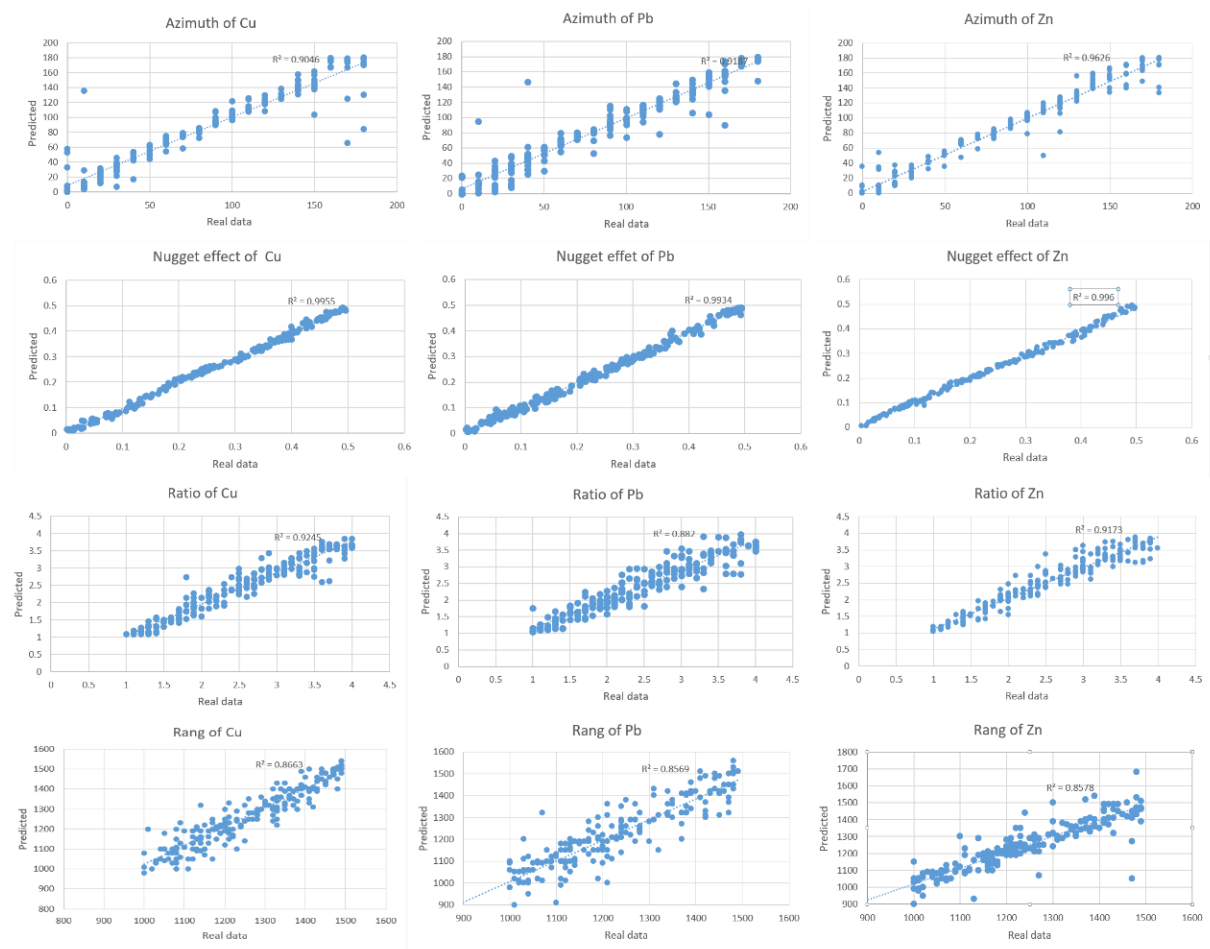 Azimuth of Cu
200
180
160
140
120
100
80
60
40
20
0
Predicted
R² = 0.9046
0 50 100 150 200
Real data
Azimuth of Pb
200
180
160
140
120
100
80
60
40
20
0
Predicted
R² = 0.9187
0 50 100 150 200
Real data
Azimuth of Zn
200
180
160
140
120
100
80
60
40
20
0
Predicted
R² = 0.9626
0 50 100 150 200
Real data
Nugget effect of Cu
0.6
0.5
0.4
0.3
0.2
0.1
0
Predicted
R² = 0.9955
0 0.1 0.2 0.3 0.4 0.5 0.6
Real data
Nugget effet of Pb
0.6
0.5
0.4
0.3
0.2
0.1
0
Predicted
R² = 0.9934
0 0.1 0.2 0.3 0.4 0.5 0.6
Real data
Nugget effect of Zn
0.6
0.5
0.4
0.3
0.2
0.1
0
Predicted
R² = 0.996
0 0.1 0.2 0.3 0.4 0.5 0.6
Real data
Ratio of Cu
4.5
4
3.5
3
2.5
2
1.5
1
0.5
0
Predicted
R² = 0.9245
0 0.5 1 1.5 2 2.5 3 3.5 4 4.5
Real data
Ratio of Pb
4.5
4
3.5
3
2.5
2
1.5
1
0.5
0
Predicted
R² = 0.882
0 0.5 1 1.5 2 2.5 3 3.5 4 4.5
Real data
Ratio of Zn
4.5
4
3.5
3
2.5
2
1.5
1
0.5
0
Predicted
R² = 0.9173
0 0.5 1 1.5 2 2.5 3 3.5 4 4.5
Real data
Rang of Cu
1600
1500
1400
1300
1200
1100
1000
900
800
Predicted
R² = 0.8663
800 900 1000 1100 1200 1300 1400 1500 1600
Real data
Rang of Pb
1600
1500
1400
1300
1200
1100
1000
900
Predicted
R² = 0.8569
900 1000 1100 1200 1300 1400 1500 1600
Real data
Rang of Zn
1800
1700
1600
1500
1400
1300
1200
1100
1000
900
Predicted
R² = 0.8578
900 1000 1100 1200 1300 1400 1500 1600
Real data